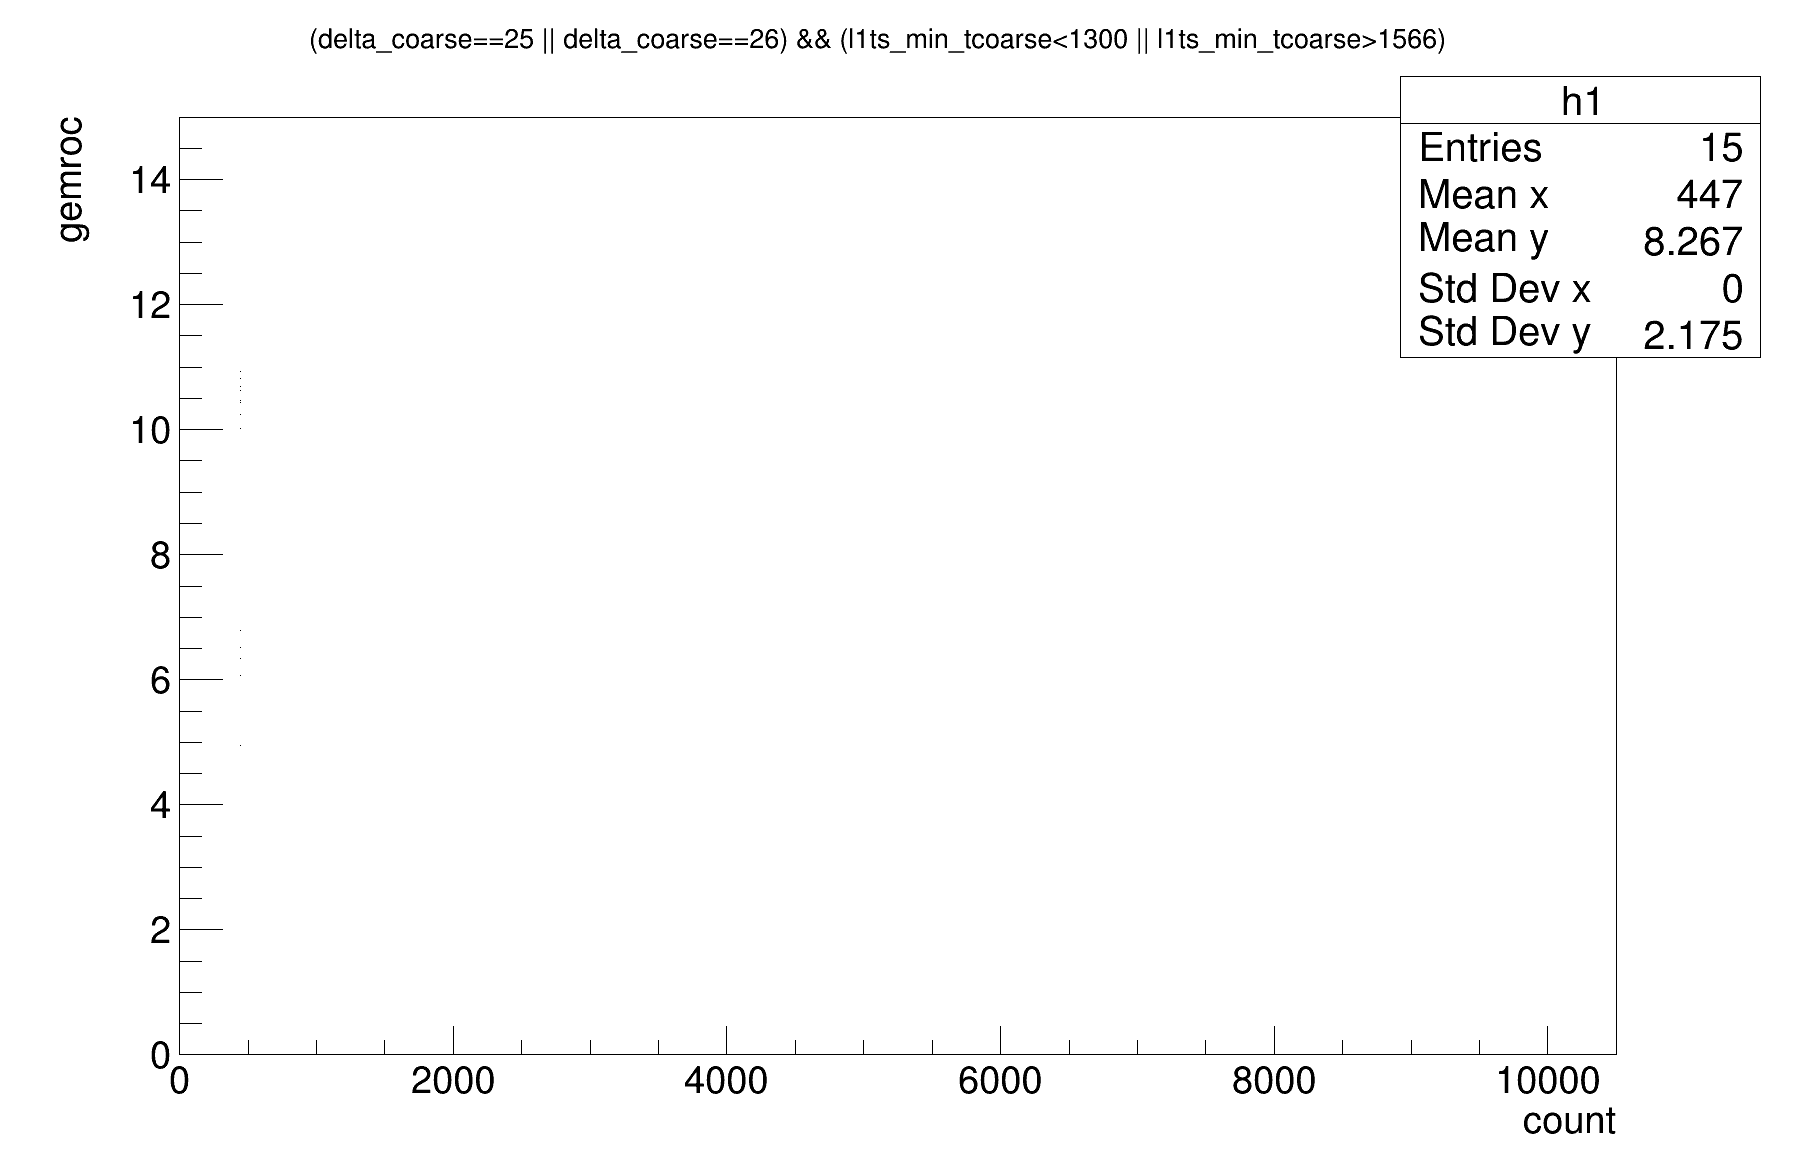 (delta_coarse==25 || delta_coarse==26) && (l1ts_min_tcoarse<1300 || l1ts_min_tcoarse>1566)
h1
Entries 15
Mean x 447
Mean y 8.267
Std Dev x 0
Std Dev y 2.175
gemroc
14
12
10
8
6
4
2
0
0 2000 4000 6000 8000 10000
count